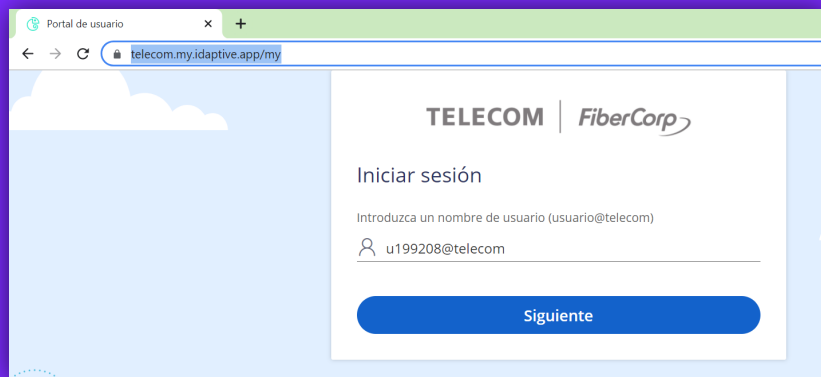 Portal de usuario
telecom.my.idaptive.app/my
TELECOM | FiberCorp
Iniciar sesión
Introduzca un nombre de usuario (usuario@telecom)
u199208@telecom
Siguiente